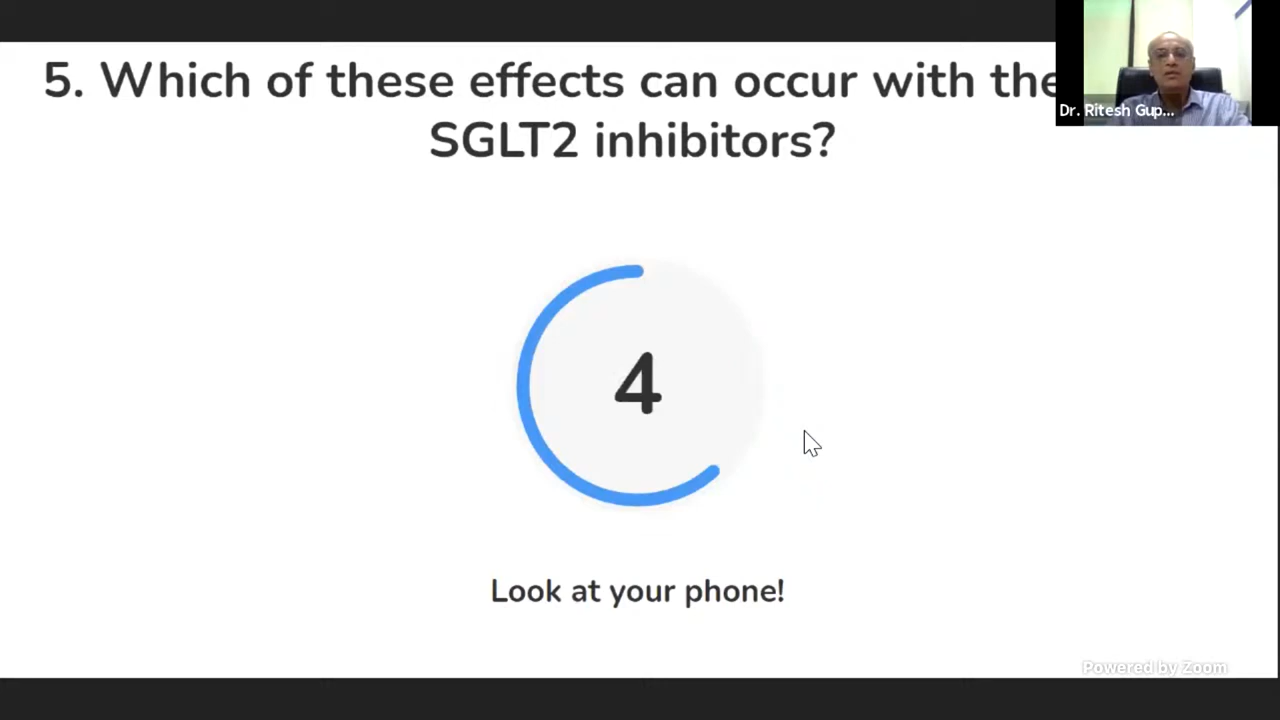 5. Which of these effects can occur with the
SGLT2 inhibitors?
Dr. Ritesh Gup...
4
Look at your phone!
Powered by Zoom